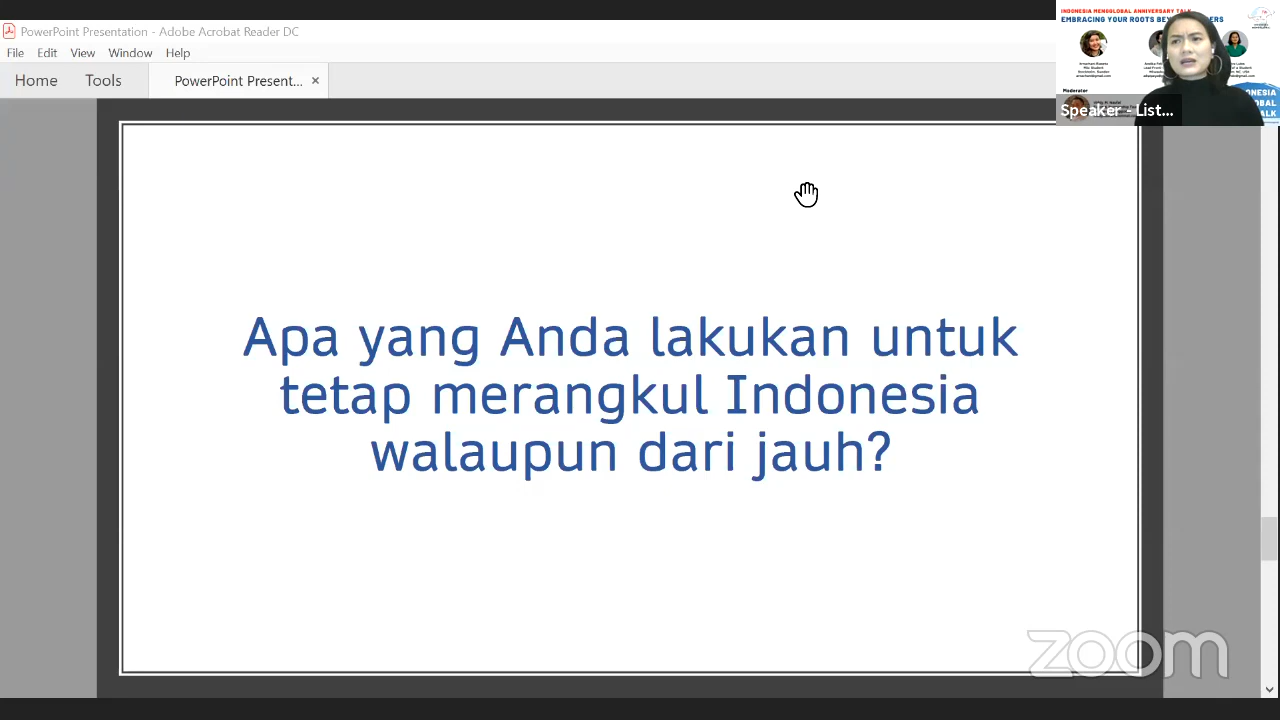 PowerPoint Presentation - Adobe Acrobat Reader DC
File Edit View Window Help
Home Tools PowerPoint Present... ×
INDONESIA MENGGLOBAL ANNIVERSARY TALK
EMBRACING YOUR ROOTS
Moderator
Speaker - List...
Apa yang Anda lakukan untuk
tetap merangkul Indonesia
walaupun dari jauh?
zoom